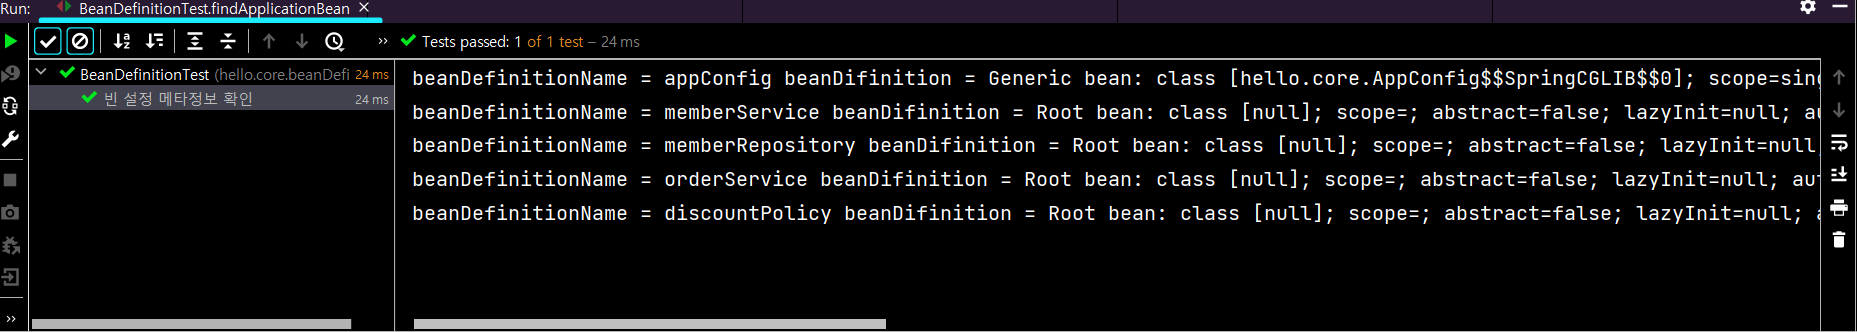 Run: BeanDefinitionTest.findApplicationBean
Tests passed: 1 of 1 test – 24 ms
BeanDefinitionTest (hello.core.beanDefi 24 ms
빈 설정 메타정보 확인 24 ms
beanDefinitionName = appConfig beanDifinition = Generic bean: class [hello.core.AppConfig$$SpringCGLIB$$0]; scope=sing
beanDefinitionName = memberService beanDifinition = Root bean: class [null]; scope=; abstract=false; lazyInit=null; au
beanDefinitionName = memberRepository beanDifinition = Root bean: class [null]; scope=; abstract=false; lazyInit=null;
beanDefinitionName = orderService beanDifinition = Root bean: class [null]; scope=; abstract=false; lazyInit=null; aut
beanDefinitionName = discountPolicy beanDifinition = Root bean: class [null]; scope=; abstract=false; lazyInit=null; a